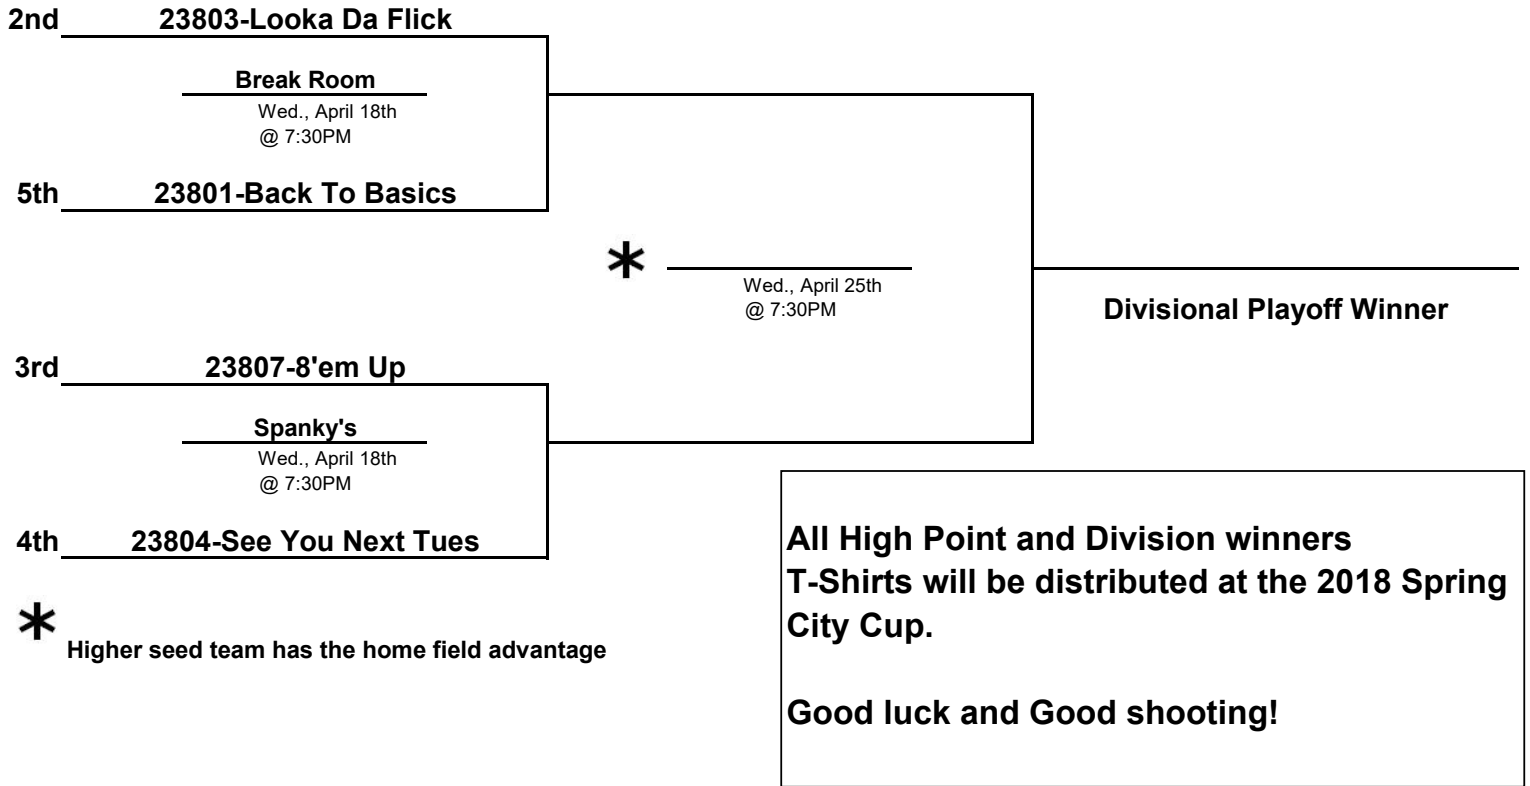 2nd 23803-Looka Da Flick
Break Room
Wed., April 18th
@ 7:30PM
5th 23801-Back To Basics
* 
Wed., April 25th
@ 7:30PM
Divisional Playoff Winner
3rd 23807-8'em Up
Spanky's
Wed., April 18th
@ 7:30PM
4th 23804-See You Next Tues
* Higher seed team has the home field advantage
All High Point and Division winners
T-Shirts will be distributed at the 2018 Spring
City Cup.
Good luck and Good shooting!